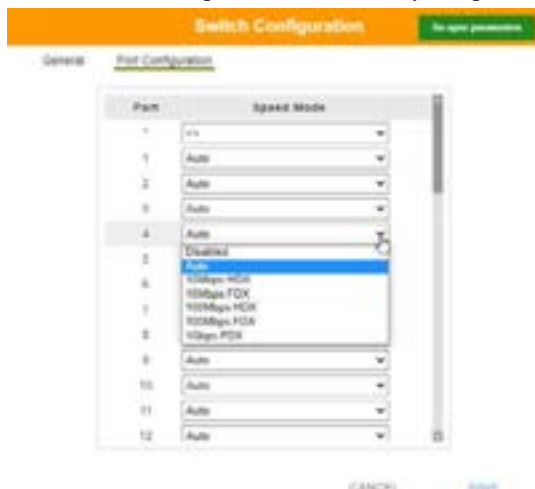 Switch Configuration
General Port Configuration
Port Speed Mode
* <>
1 Auto
2 Auto
3 Auto
4 Auto
Disabled
5 Auto
10Mbps HDX
6 10Mbps FDX
7 100Mbps HDX
100Mbps FDX
8 1Gbps FDX
9 Auto
10 Auto
11 Auto
12 Auto
CANCEL SAVE